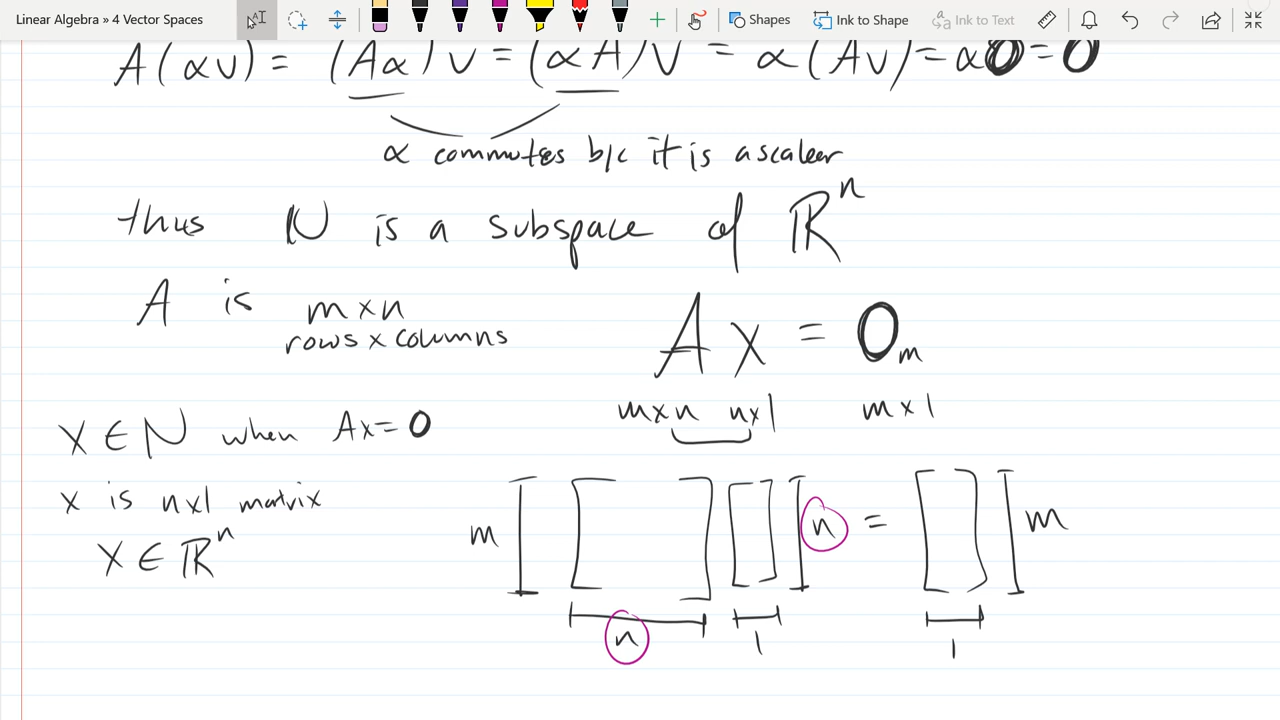 Linear Algebra » 4 Vector Spaces
Shapes
Ink to Shape
Ink to Text
A(αv) = (Aα)v = (αA)v = α(Av) = α0 = 0
α commutes b/c it is a scaler
thus N is a subspace of ℝⁿ
A is m×n
rows × columns
A x = 0ₘ
m×n n×1 m×1
x ∈ N when Ax = 0
x is n×1 matrix
x ∈ ℝⁿ
m [ ] [ ] n = [ ] m
n 1 1